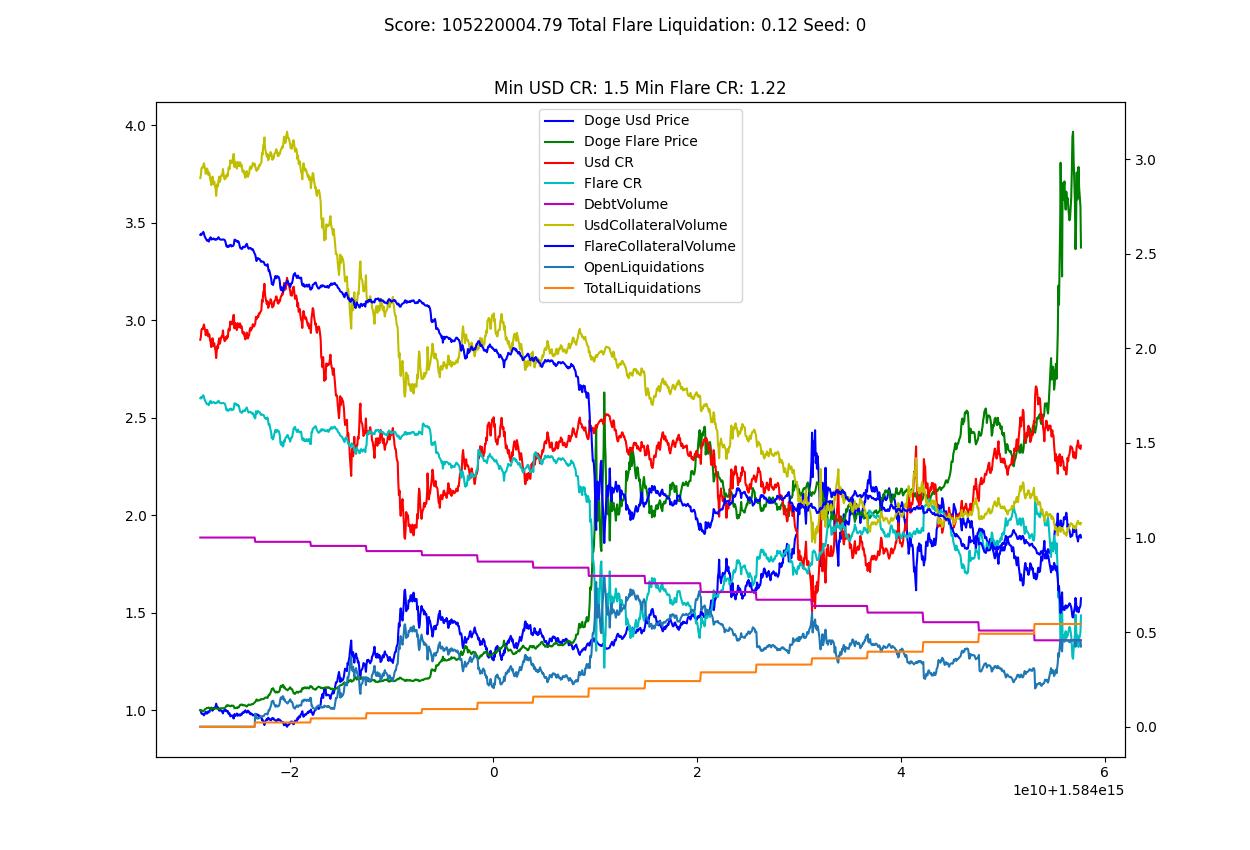 Score: 105220004.79 Total Flare Liquidation: 0.12 Seed: 0
Min USD CR: 1.5 Min Flare CR: 1.22
4.0
3.5
3.0
2.5
2.0
1.5
1.0
Doge Usd Price
Doge Flare Price
Usd CR
Flare CR
DebtVolume
UsdCollateralVolume
FlareCollateralVolume
OpenLiquidations
TotalLiquidations
3.0
2.5
2.0
1.5
1.0
0.5
0.0
−2 0 2 4 6
1e10+1.584e15